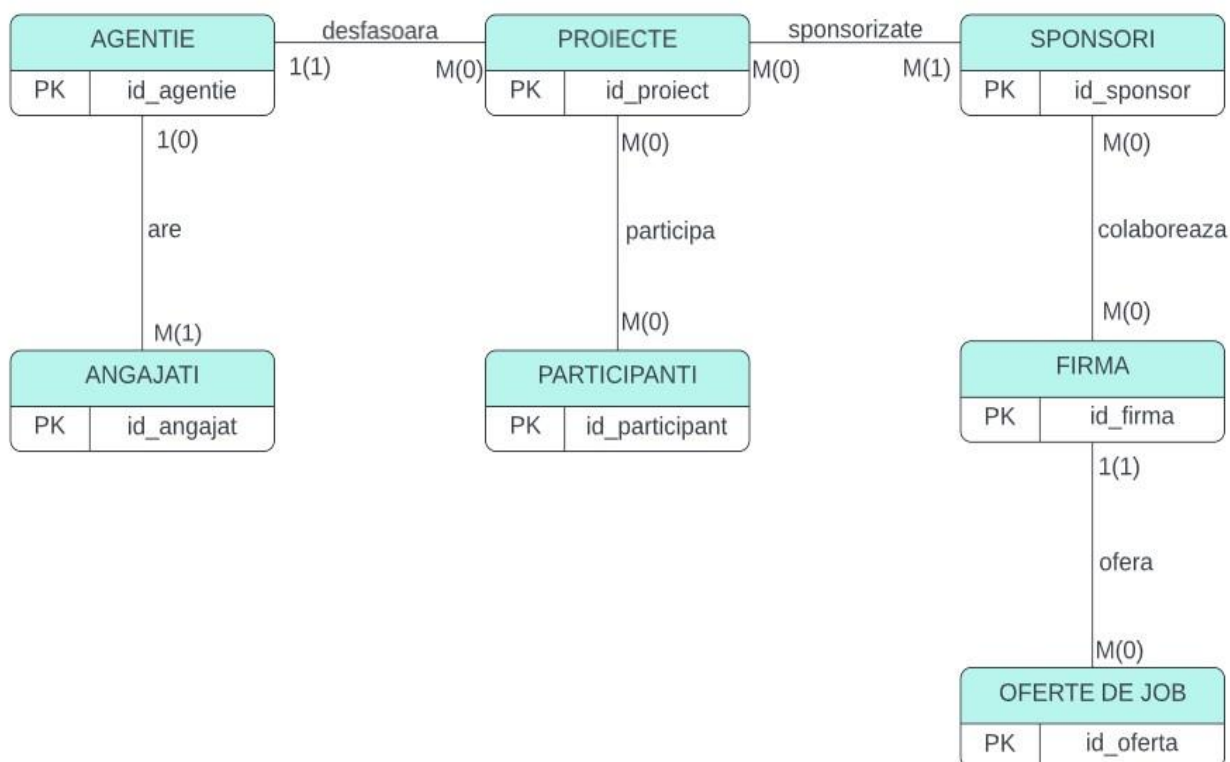 AGENTIE
PK id_agentie
desfasoara
1(1) M(0)
PROIECTE
PK id_proiect
sponsorizate
M(0) M(1)
SPONSORI
PK id_sponsor
1(0)
are
M(1)
M(0)
participa
M(0)
M(0)
colaboreaza
M(0)
ANGAJATI
PK id_angajat
PARTICIPANTI
PK id_participant
FIRMA
PK id_firma
1(1)
ofera
M(0)
OFERTE DE JOB
PK id_oferta